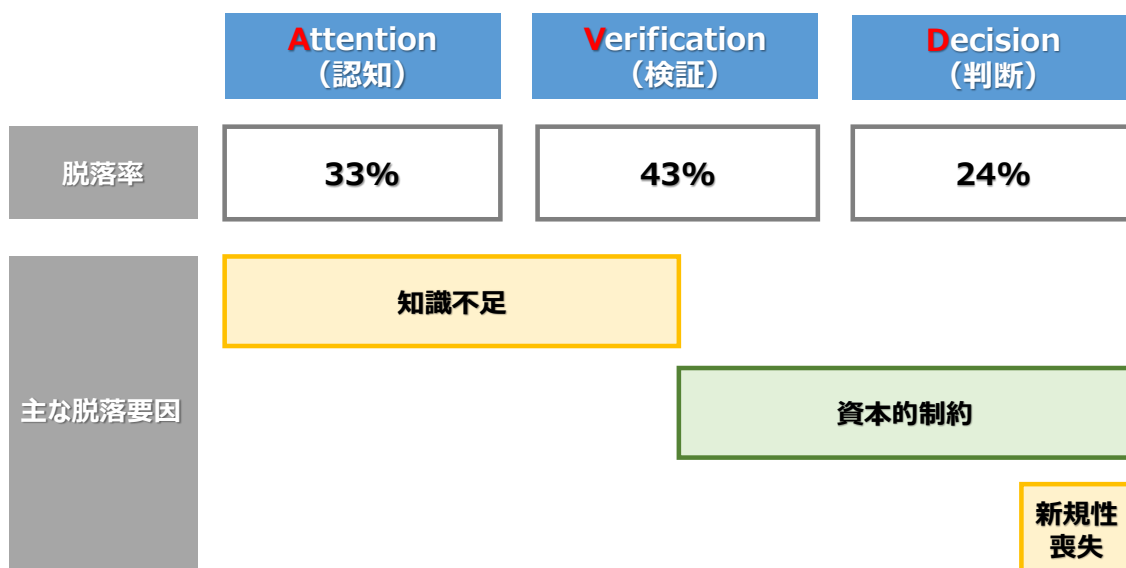 Attention
（認知）
Verification
（検証）
Decision
（判断）
脱落率
33%
43%
24%
主な脱落要因
知識不足
資本的制約
新規性
喪失